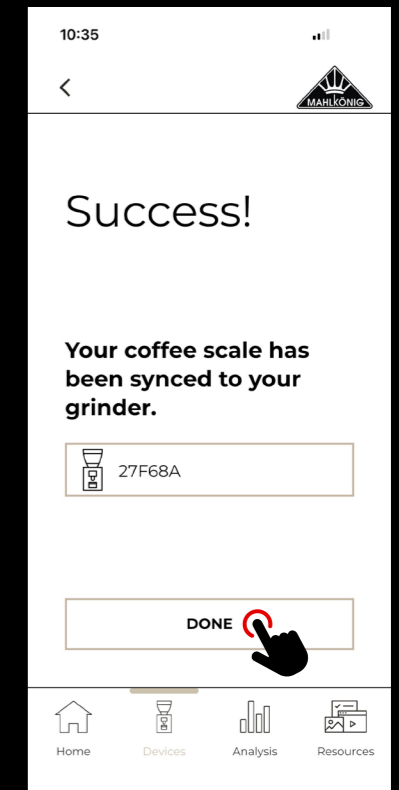 10:35
MAHLKÖNIG
Success!
Your coffee scale has
been synced to your
grinder.
27F68A
DONE
Home
Devices
Analysis
Resources